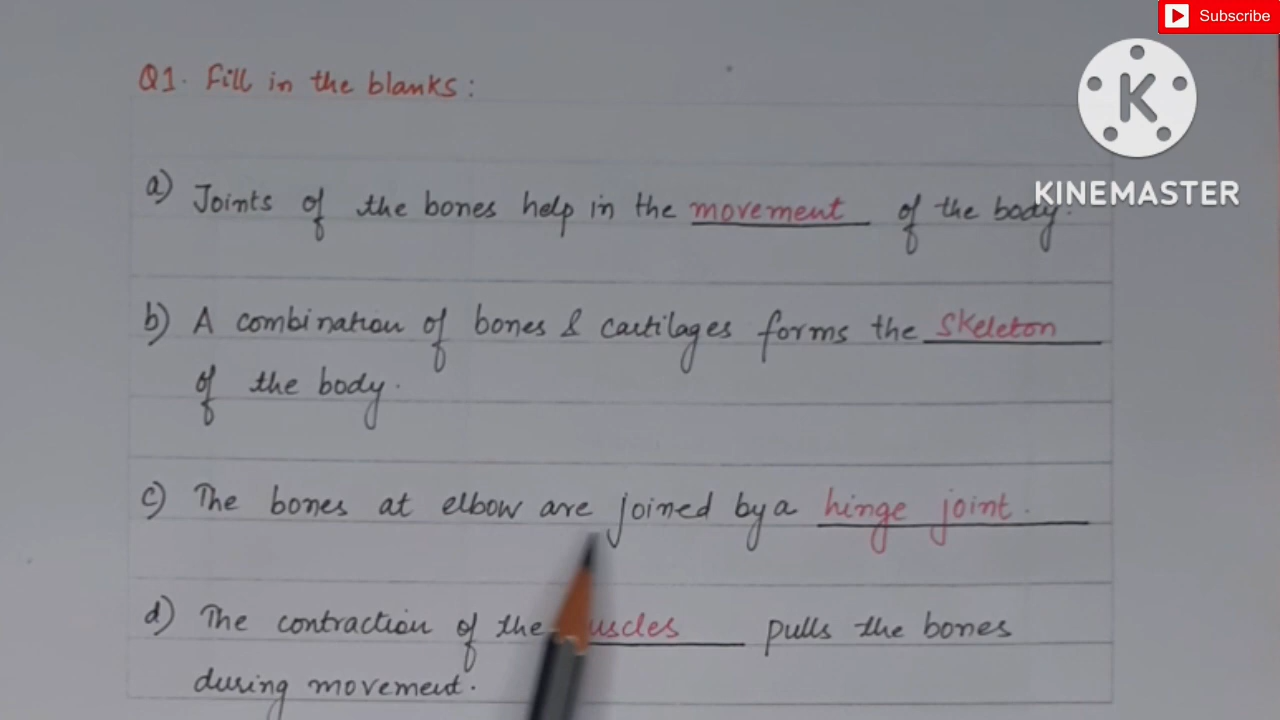 Subscribe
K
KINEMASTER
Q1. Fill in the blanks:
a) Joints of the bones help in the movement of the body.
b) A combination of bones & cartilages forms the skeleton
of the body.
c) The bones at elbow are joined by a hinge joint.
d) The contraction of the uscles pulls the bones
during movement.